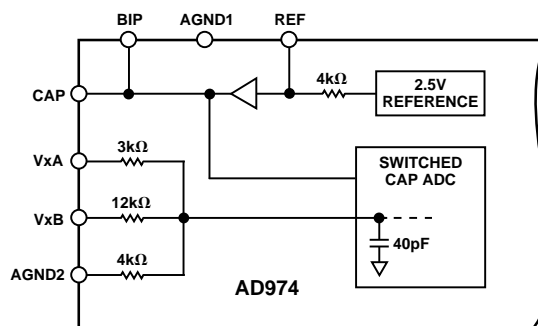 BIP AGND1 REF
4kΩ
2.5V
REFERENCE
CAP
VxA
3kΩ
SWITCHED
CAP ADC
VxB
12kΩ
40pF
AGND2
4kΩ
AD974